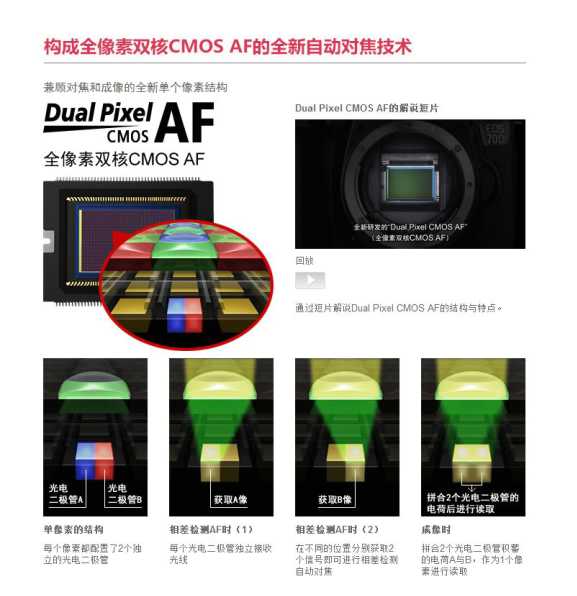 构成全像素双核CMOS AF的全新自动对焦技术
兼顾对焦和成像的全新单个像素结构
Dual Pixel
CMOS AF
全像素双核CMOS AF
Dual Pixel CMOS AF的解说短片
EOS
70D
全新研发的“Dual Pixel CMOS AF”
(全像素双核CMOS AF)
回放
通过短片解说Dual Pixel CMOS AF的结构与特点。
光电
二极管A
光电
二极管B
单像素的结构
每个像素都配置了2个独
立的光电二极管
获取A像
相差检测AF时(1)
每个光电二极管独立接收
光线
获取B像
相差检测AF时(2)
在不同的位置分别获取2
个信号即可进行相差检测
自动对焦
拼合2个光电二极管的
电荷后进行读取
成像时
拼合2个光电二极管积蓄
的电荷A与B，作为1个像
素进行读取